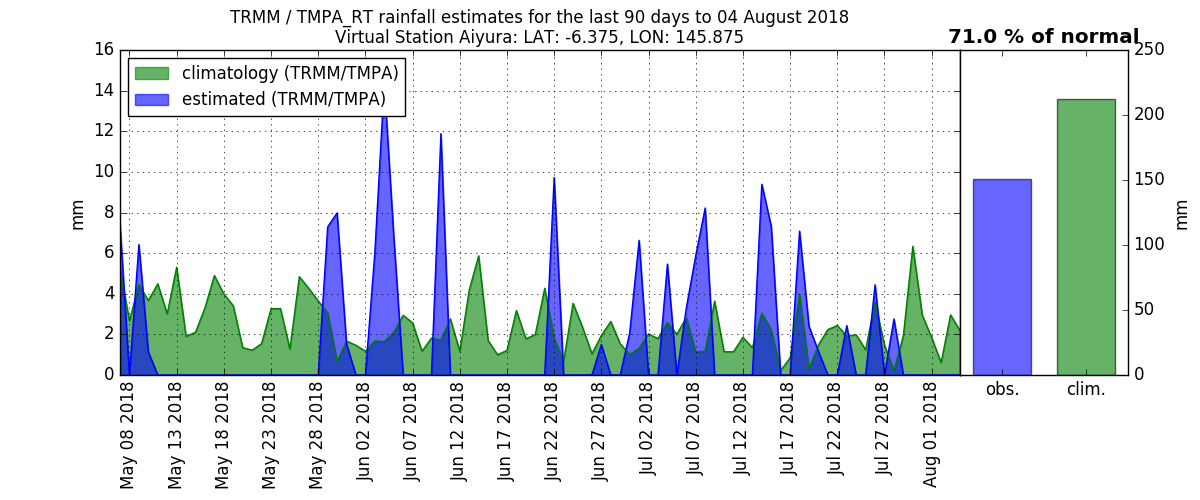 TRMM / TMPA_RT rainfall estimates for the last 90 days to 04 August 2018
Virtual Station Aiyura: LAT: -6.375, LON: 145.875
71.0 % of normal
climatology (TRMM/TMPA)
estimated (TRMM/TMPA)
mm
16
14
12
10
8
6
4
2
0
May 08 2018
May 13 2018
May 18 2018
May 23 2018
May 28 2018
Jun 02 2018
Jun 07 2018
Jun 12 2018
Jun 17 2018
Jun 22 2018
Jun 27 2018
Jul 02 2018
Jul 07 2018
Jul 12 2018
Jul 17 2018
Jul 22 2018
Jul 27 2018
Aug 01 2018
obs.
clim.
250
200
150
100
50
0
mm